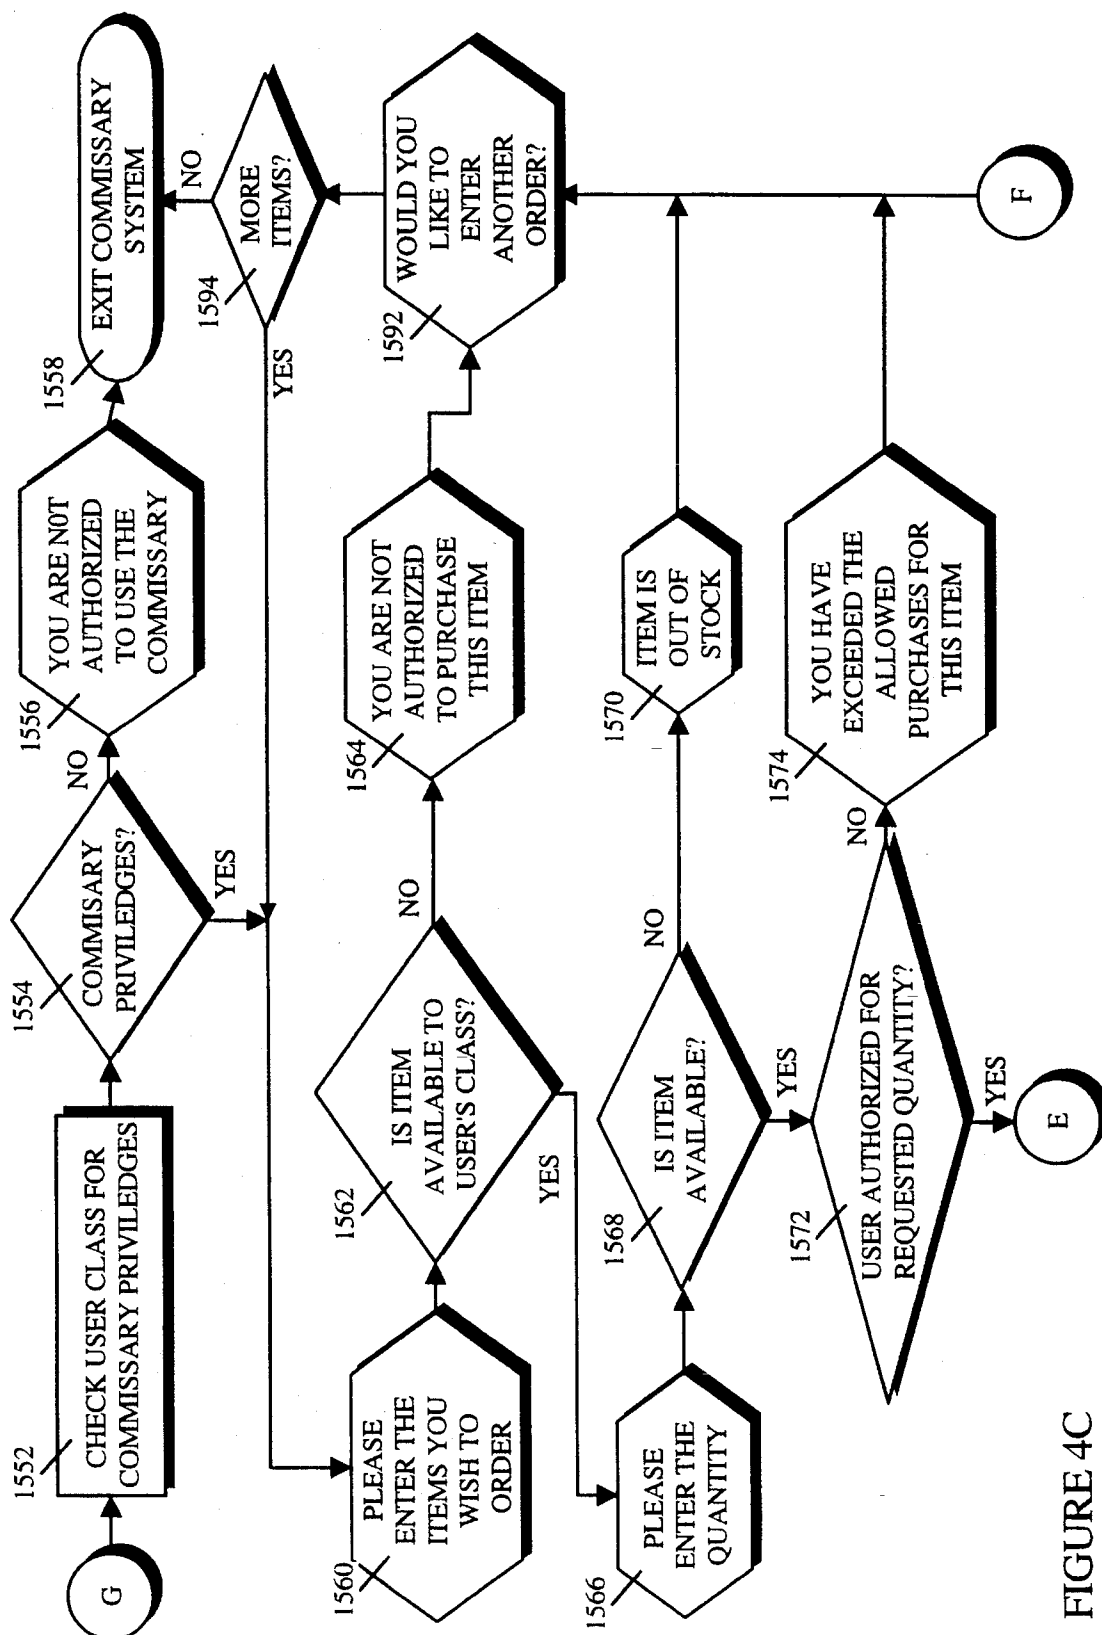 G
1552
CHECK USER CLASS FOR
COMMISSARY PRIVILEDGES
1554
COMMISARY
PRIVILEDGES?
NO
YES
1556
YOU ARE NOT
AUTHORIZED
TO USE THE
COMMISSARY
1558
EXIT COMMISSARY
SYSTEM
NO
1594
MORE
ITEMS?
YES
1560
PLEASE
ENTER THE
ITEMS YOU
WISH TO
ORDER
1562
IS ITEM
AVAILABLE TO
USER'S CLASS?
NO
YES
1564
YOU ARE NOT
AUTHORIZED
TO PURCHASE
THIS ITEM
1592
WOULD YOU
LIKE TO
ENTER
ANOTHER
ORDER?
1566
PLEASE
ENTER THE
QUANTITY
1568
IS ITEM
AVAILABLE?
NO
YES
1570
ITEM IS
OUT OF
STOCK
1572
USER AUTHORIZED FOR
REQUESTED QUANTITY?
NO
YES
1574
YOU HAVE
EXCEEDED THE
ALLOWED
PURCHASES FOR
THIS ITEM
E
F
FIGURE 4C